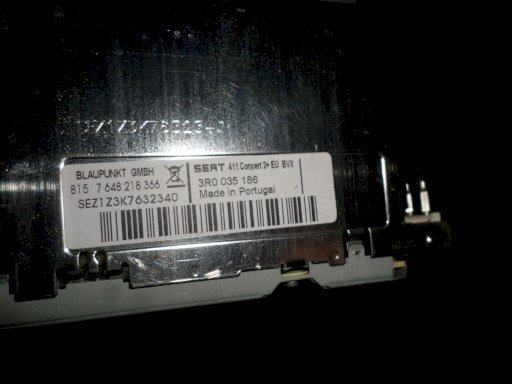 SEZ1Z3K7632340
BLAUPUNKT GMBH
815 7 648 218 366
SEZ1Z3K7632340
SEAT 411 Concert 2+ EU BVX
3R0 035 186
Made in Portugal